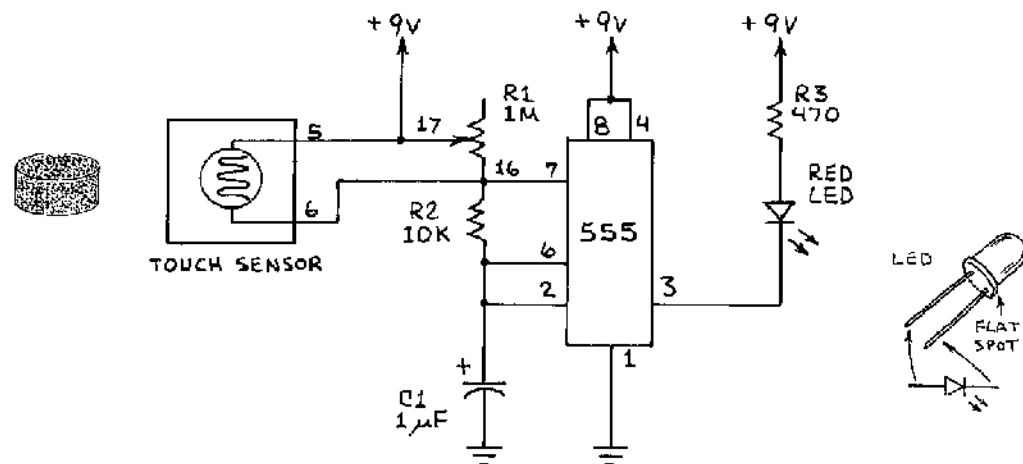 +9V
+9V
+9V
R1
1M
R3
470
5
17
8
4
16
7
RED
LED
6
R2
10K
555
TOUCH SENSOR
6
2
3
LED
FLAT
SPOT
1
+
C1
1µF